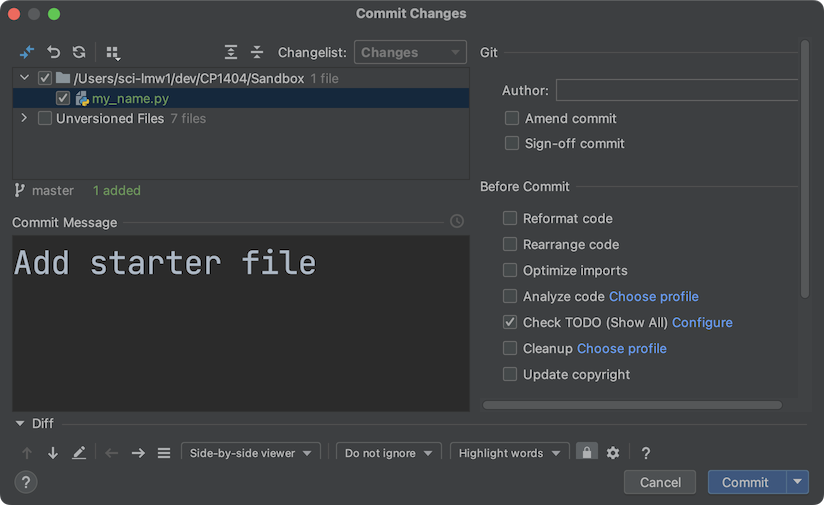 Commit Changes
Changelist: Changes
/Users/sci-lmw1/dev/CP1404/Sandbox 1 file
my_name.py
Unversioned Files 7 files
master 1 added
Commit Message
Add starter file
Git
Author:
Amend commit
Sign-off commit
Before Commit
Reformat code
Rearrange code
Optimize imports
Analyze code Choose profile
Check TODO (Show All) Configure
Cleanup Choose profile
Update copyright
Diff
Side-by-side viewer Do not ignore Highlight words ?
? Cancel Commit